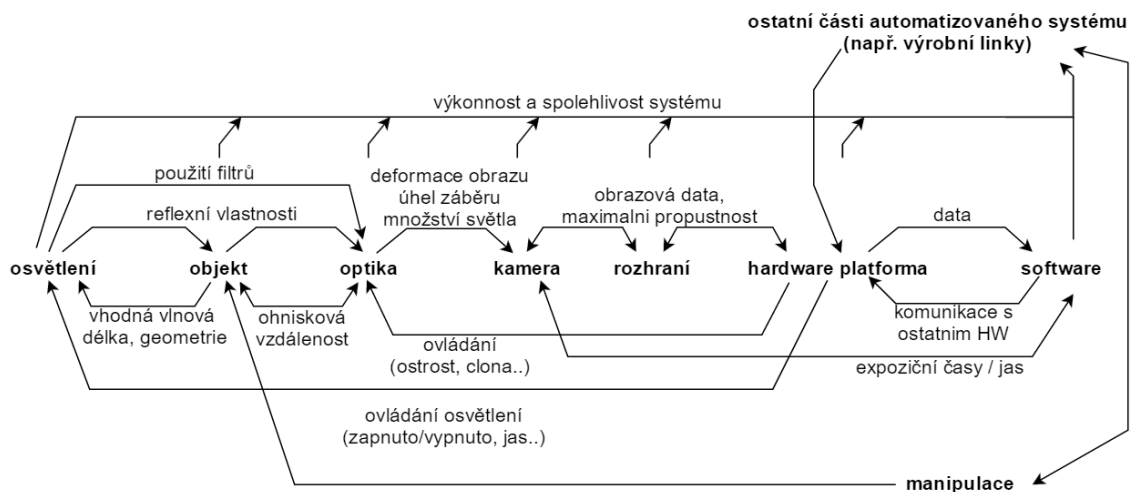 ostatní části automatizovaného systému
(např. výrobní linky)
výkonnost a spolehlivost systému
použití filtrů
deformace obrazu
úhel záběru
množství světla
obrazová data,
maximalni propustnost
reflexní vlastnosti
data
osvětlení
objekt
optika
kamera
rozhraní
hardware platforma
software
vhodná vlnová
délka, geometrie
ohnisková
vzdálenost
komunikace s
ostatnim HW
ovládání
(ostrost, clona..)
expoziční časy / jas
ovládání osvětlení
(zapnuto/vypnuto, jas..)
manipulace